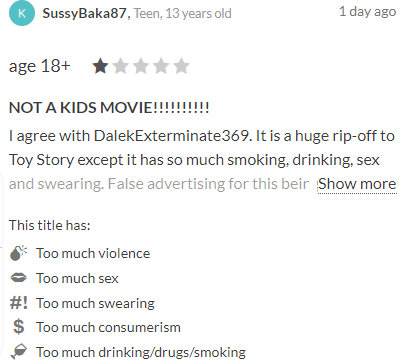 K SussyBaka87, Teen, 13 years old 1 day ago
age 18+
NOT A KIDS MOVIE!!!!!!!!!!
I agree with DalekExterminate369. It is a huge rip-off to
Toy Story except it has so much smoking, drinking, sex
and swearing. False advertising for this beir Show more
This title has:
Too much violence
Too much sex
#! Too much swearing
$ Too much consumerism
Too much drinking/drugs/smoking